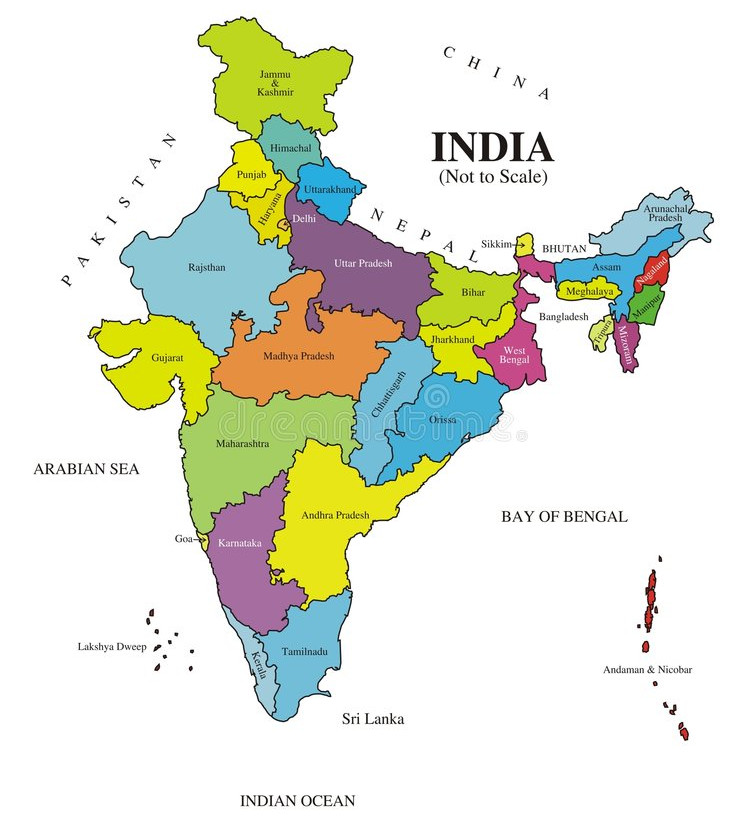 CHINA
Jammu
&
Kashmir
PAKISTAN
Himachal
INDIA
(Not to Scale)
Punjab
Uttarakhand
Haryana
Delhi
NEPAL
Arunachal
Pradesh
Sikkim
BHUTAN
Rajsthan
Uttar Pradesh
Assam
Nagaland
Bihar
Meghalaya
Manipur
Bangladesh
Tripura
Mizoram
Jharkhand
West
Bengal
Gujarat
Madhya Pradesh
Chhattisgarh
Orissa
dreamstime.com
Maharashtra
ARABIAN SEA
Andhra Pradesh
BAY OF BENGAL
Goa
Karnataka
Lakshya Dweep
Kerala
Tamilnadu
Andaman & Nicobar
Sri Lanka
INDIAN OCEAN